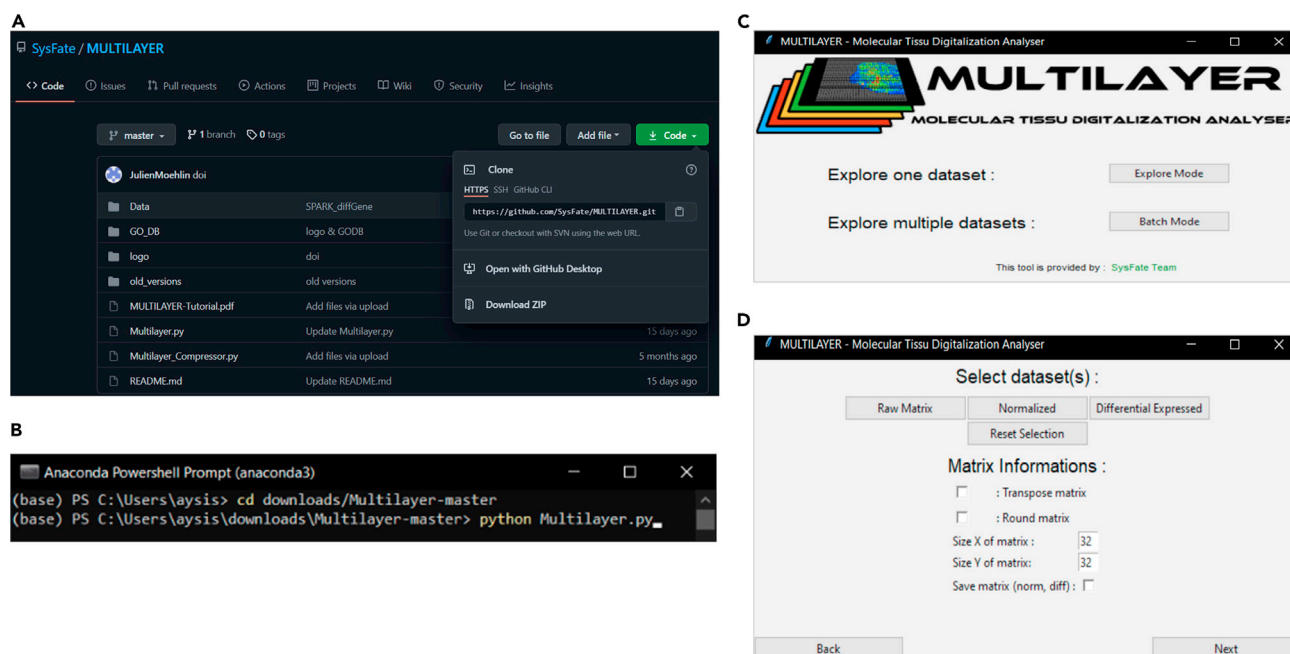 A
SysFate / MULTILAYER
Code Issues Pull requests Actions Projects Wiki Security Insights
master 1 branch 0 tags Go to file Add file Code
JulienMoehlin doi
Data SPARK_diffGene
GO_DB logo & GODB
logo doi
old_versions old versions
MULTILAYER-Tutorial.pdf Add files via upload
Multilayer.py Update Multilayer.py 15 days ago
Multilayer_Compressor.py Add files via upload 5 months ago
README.md Update README.md 15 days ago
Clone
HTTPS SSH GitHub CLI
https://github.com/SysFate/MULTILAYER.git
Use Git or checkout with SVN using the web URL.
Open with GitHub Desktop
Download ZIP
B
Anaconda Powershell Prompt (anaconda3)
(base) PS C:\Users\aysis> cd downloads/Multilayer-master
(base) PS C:\Users\aysis\downloads\Multilayer-master> python Multilayer.py
C
MULTILAYER - Molecular Tissu Digitalization Analyser
MULTILAYER
MOLECULAR TISSU DIGITALIZATION ANALYSER
Explore one dataset : Explore Mode
Explore multiple datasets : Batch Mode
This tool is provided by : SysFate Team
D
MULTILAYER - Molecular Tissu Digitalization Analyser
Select dataset(s) :
Raw Matrix Normalized Differential Expressed
Reset Selection
Matrix Informations :
: Transpose matrix
: Round matrix
Size X of matrix : 32
Size Y of matrix: 32
Save matrix (norm, diff) :
Back Next